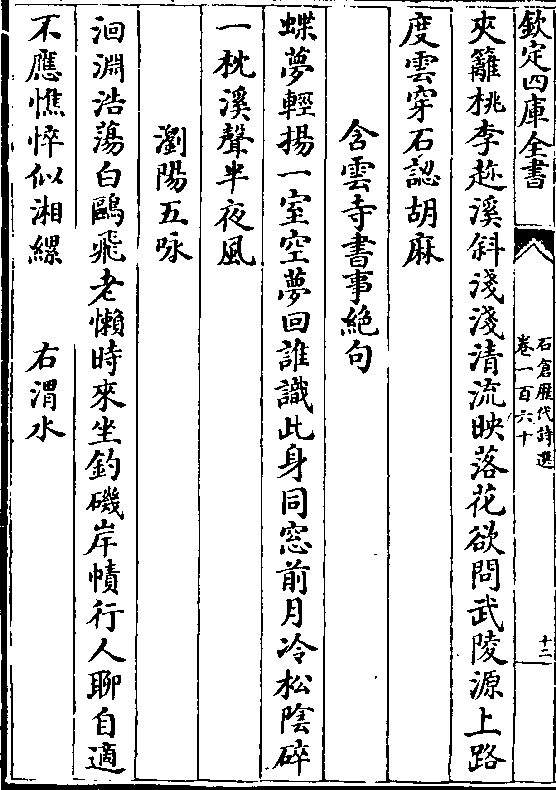 欽定四庫全書
石倉歷代詩選
卷一百六十
十二
夾籬桃李趂溪斜淺淺清流映落花欲問武陵源上路
度雲穿石認胡麻
含雲寺書事絶句
蝶夢輕揚一室空夢回誰識此身同窓前月冷松陰碎
一枕溪聲半夜風
瀏陽五咏
洄淵浩蕩白鷗飛老懶時來坐釣磯岸幘行人聊自適
不應憔悴似湘纍　　右渭水